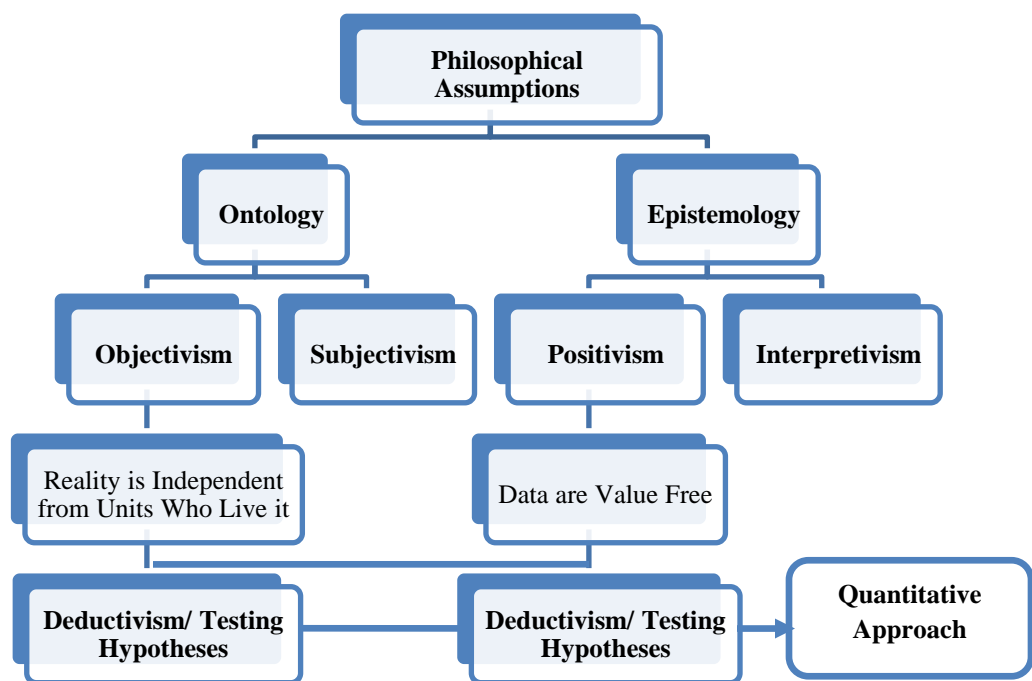 Philosophical
Assumptions
Ontology
Epistemology
Objectivism
Subjectivism
Positivism
Interpretivism
Reality is Independent
from Units Who Live it
Data are Value Free
Deductivism/ Testing
Hypotheses
Deductivism/ Testing
Hypotheses
Quantitative
Approach